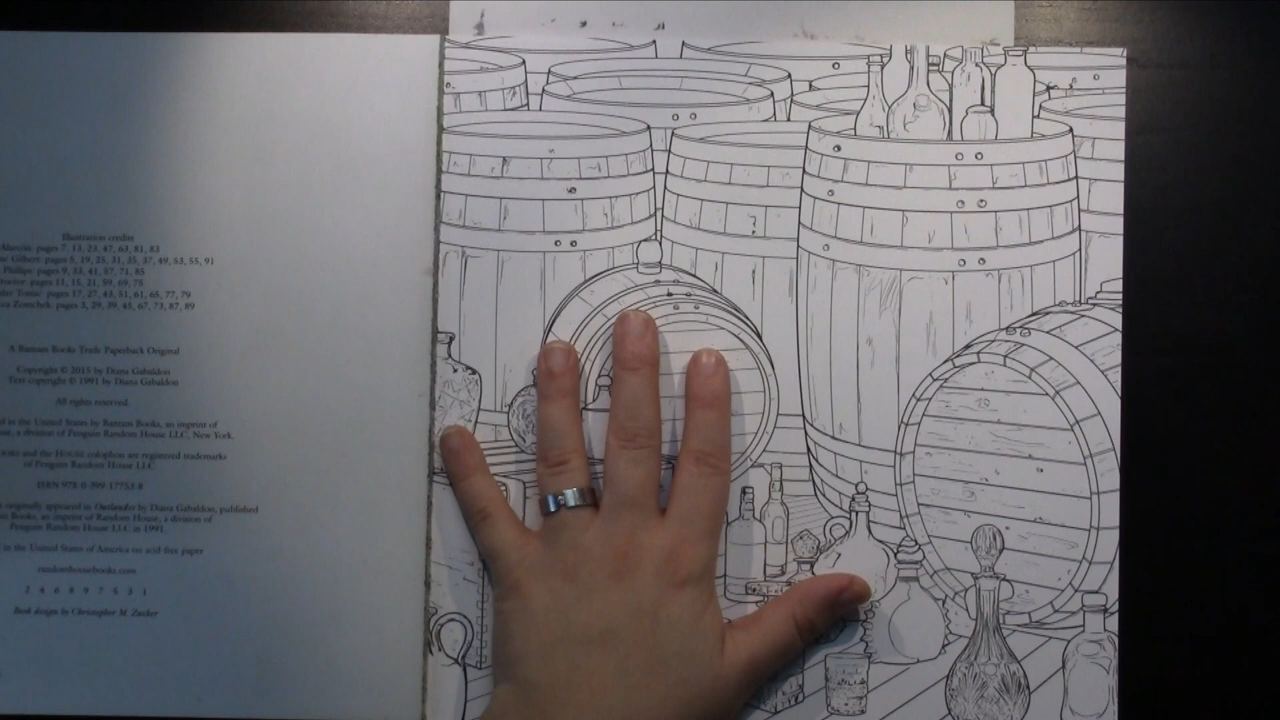 Illustration credits
Alarcón: pages 7, 13, 23, 47, 63, 81, 83
Gilbert: pages 5, 19, 25, 31, 35, 37, 49, 53, 55, 91
Phillips: pages 9, 33, 41, 57, 71, 85
pages 11, 15, 21, 59, 69, 75
Tomić: pages 17, 27, 43, 51, 61, 65, 77, 79
Zomchek: pages 3, 29, 39, 45, 67, 73, 87, 89
A Bantam Books Trade Paperback Original
Copyright © 2015 by Diana Gabaldon
Text copyright © 1991 by Diana Gabaldon
All rights reserved.
in the United States by Bantam Books, an imprint of
a division of Penguin Random House LLC, New York.
and the HOUSE colophon are registered trademarks
of Penguin Random House LLC
ISBN 978-0-399-17753-8
originally appeared in Outlander by Diana Gabaldon, published
Books, an imprint of Random House, a division of
Penguin Random House LLC in 1991
in the United States of America on acid-free paper
randomhousebooks.com
2 4 6 8 9 7 5 3 1
Book design by Christopher M. Zucker